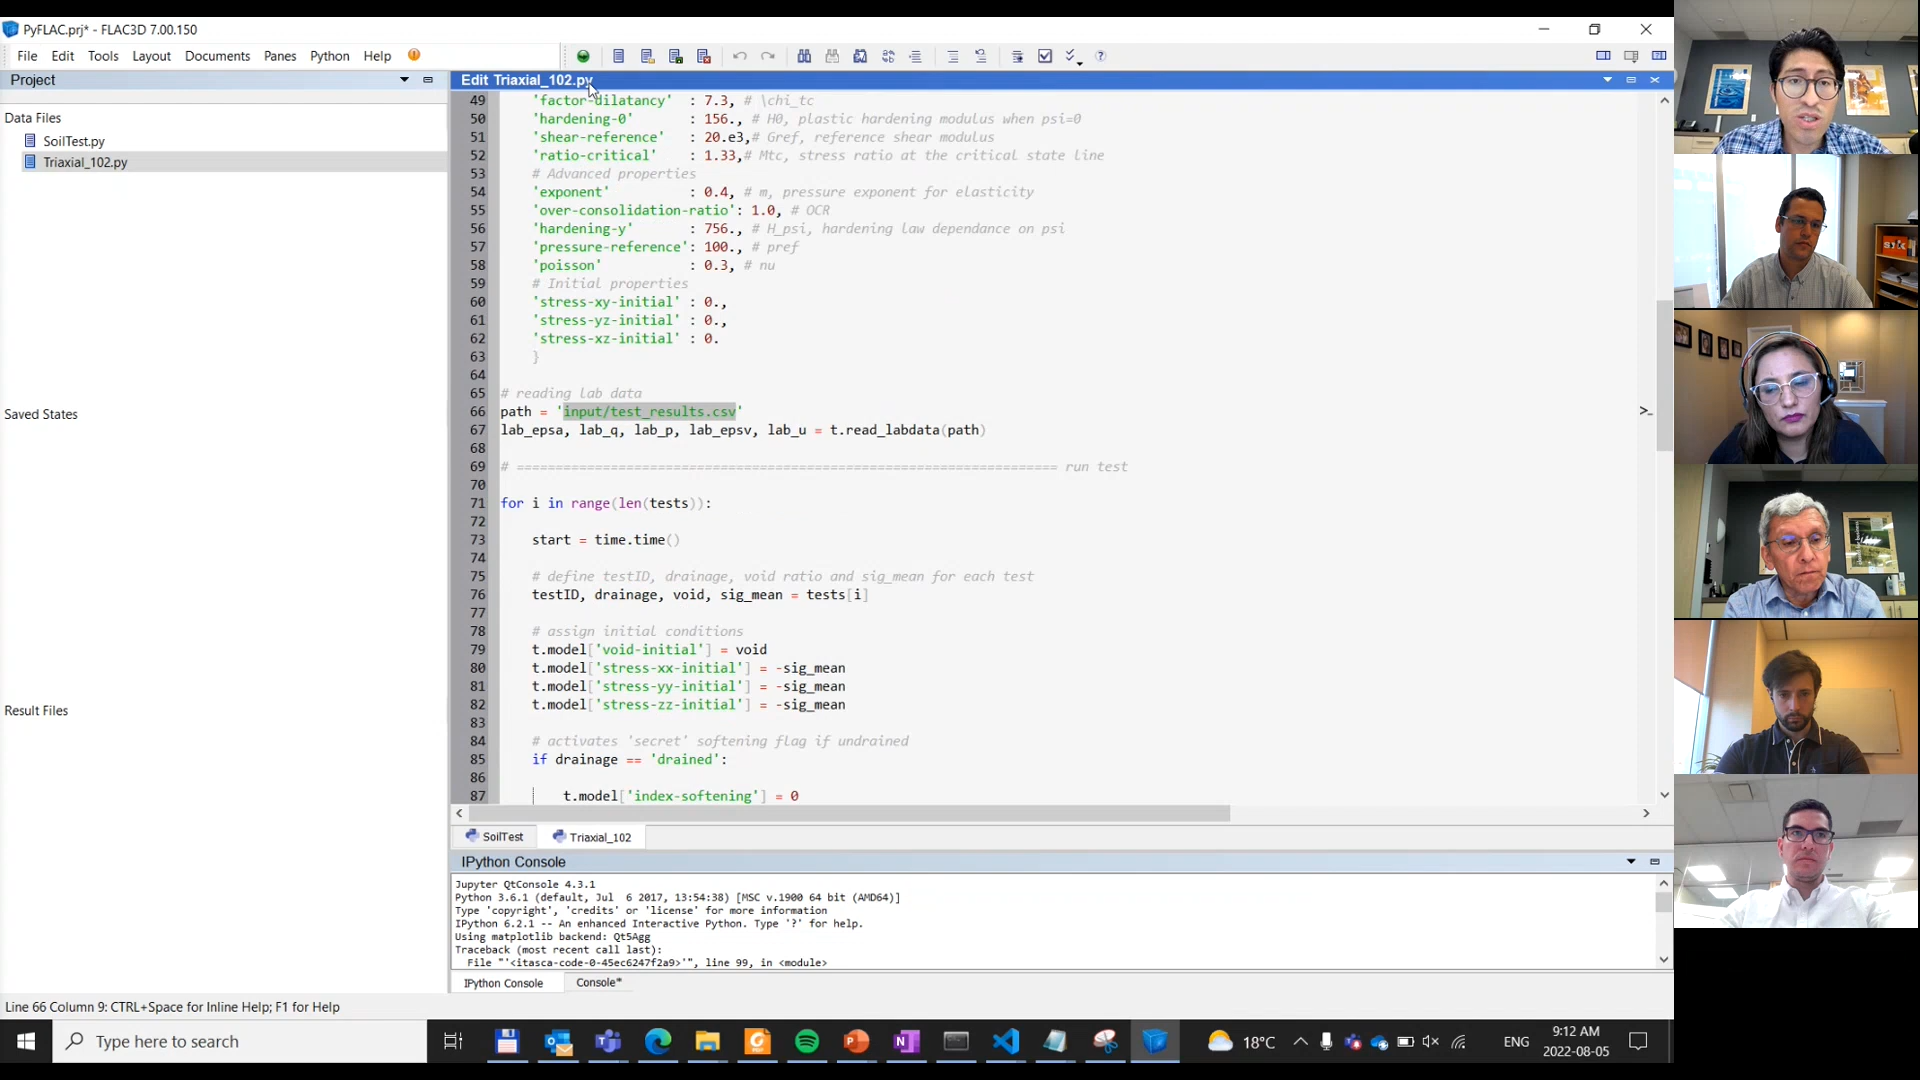 PyFLAC.prj* - FLAC3D 7.00.150
File Edit Tools Layout Documents Panes Python Help
Project
Data Files
SoilTest.py
Triaxial_102.py
Saved States
Result Files
Edit Triaxial_102.py
49 'factor-dilatancy' : 7.3, # \chi_tc
50 'hardening-0' : 156., # H0, plastic hardening modulus when psi=0
51 'shear-reference' : 20.e3,# Gref, reference shear modulus
52 'ratio-critical' : 1.33,# Mtc, stress ratio at the critical state line
53 # Advanced properties
54 'exponent' : 0.4, # m, pressure exponent for elasticity
55 'over-consolidation-ratio': 1.0, # OCR
56 'hardening-y' : 756., # H_psi, hardening law dependance on psi
57 'pressure-reference': 100., # pref
58 'poisson' : 0.3, # nu
59 # Initial properties
60 'stress-xy-initial' : 0.,
61 'stress-yz-initial' : 0.,
62 'stress-xz-initial' : 0.
63 }
64
65 # reading lab data
66 path = 'input/test_results.csv'
67 lab_epsa, lab_q, lab_p, lab_epsv, lab_u = t.read_labdata(path)
68
69 # ===================================================================== run test
70
71 for i in range(len(tests)):
72
73 start = time.time()
74
75 # define testID, drainage, void ratio and sig_mean for each test
76 testID, drainage, void, sig_mean = tests[i]
77
78 # assign initial conditions
79 t.model['void-initial'] = void
80 t.model['stress-xx-initial'] = -sig_mean
81 t.model['stress-yy-initial'] = -sig_mean
82 t.model['stress-zz-initial'] = -sig_mean
83
84 # activates 'secret' softening flag if undrained
85 if drainage == 'drained':
86
87 t.model['index-softening'] = 0
SoilTest Triaxial_102
IPython Console
Jupyter QtConsole 4.3.1
Python 3.6.1 (default, Jul 6 2017, 13:54:38) [MSC v.1900 64 bit (AMD64)]
Type 'copyright', 'credits' or 'license' for more information
IPython 6.2.1 -- An enhanced Interactive Python. Type '?' for help.
Using matplotlib backend: Qt5Agg
Traceback (most recent call last):
File "'<itasca-code-0-45ec6247f2a9>'", line 99, in <module>
IPython Console Console*
Line 66 Column 9: CTRL+Space for Inline Help; F1 for Help
Type here to search
18°C
ENG
9:12 AM
2022-08-05